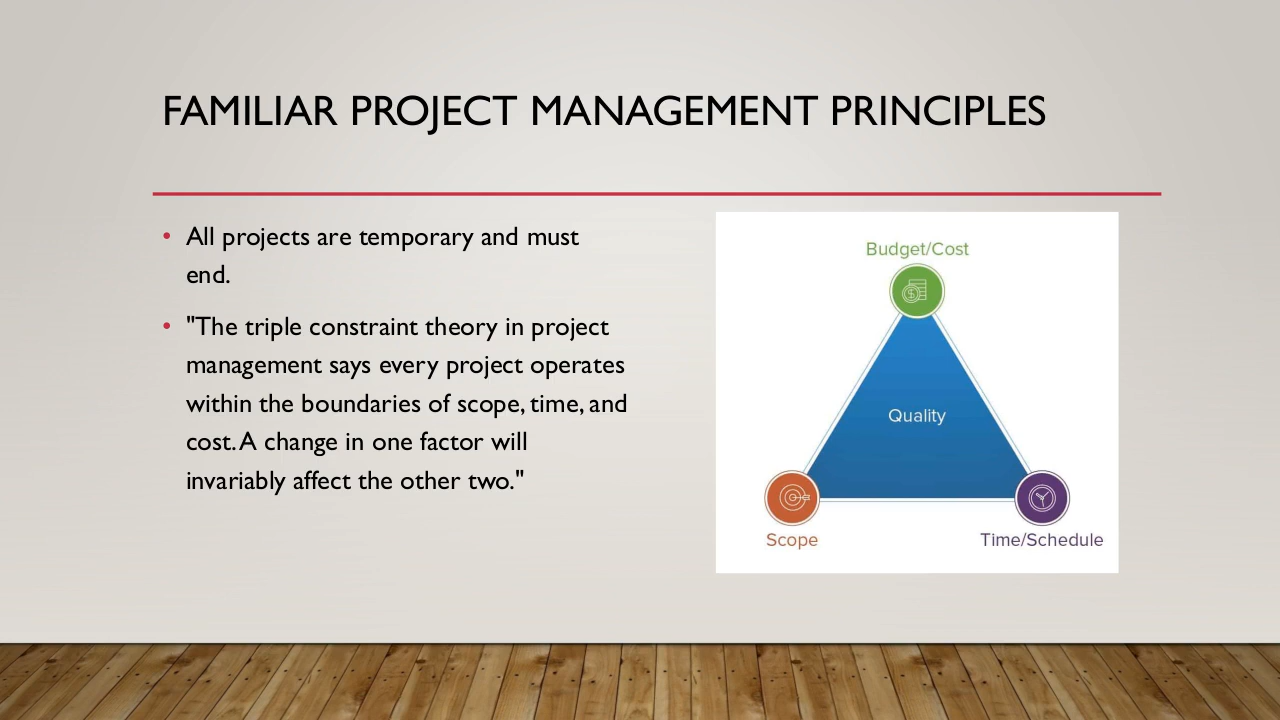 FAMILIAR PROJECT MANAGEMENT PRINCIPLES
• All projects are temporary and must
end.
• "The triple constraint theory in project
management says every project operates
within the boundaries of scope, time, and
cost. A change in one factor will
invariably affect the other two."
Budget/Cost
Quality
Scope
Time/Schedule